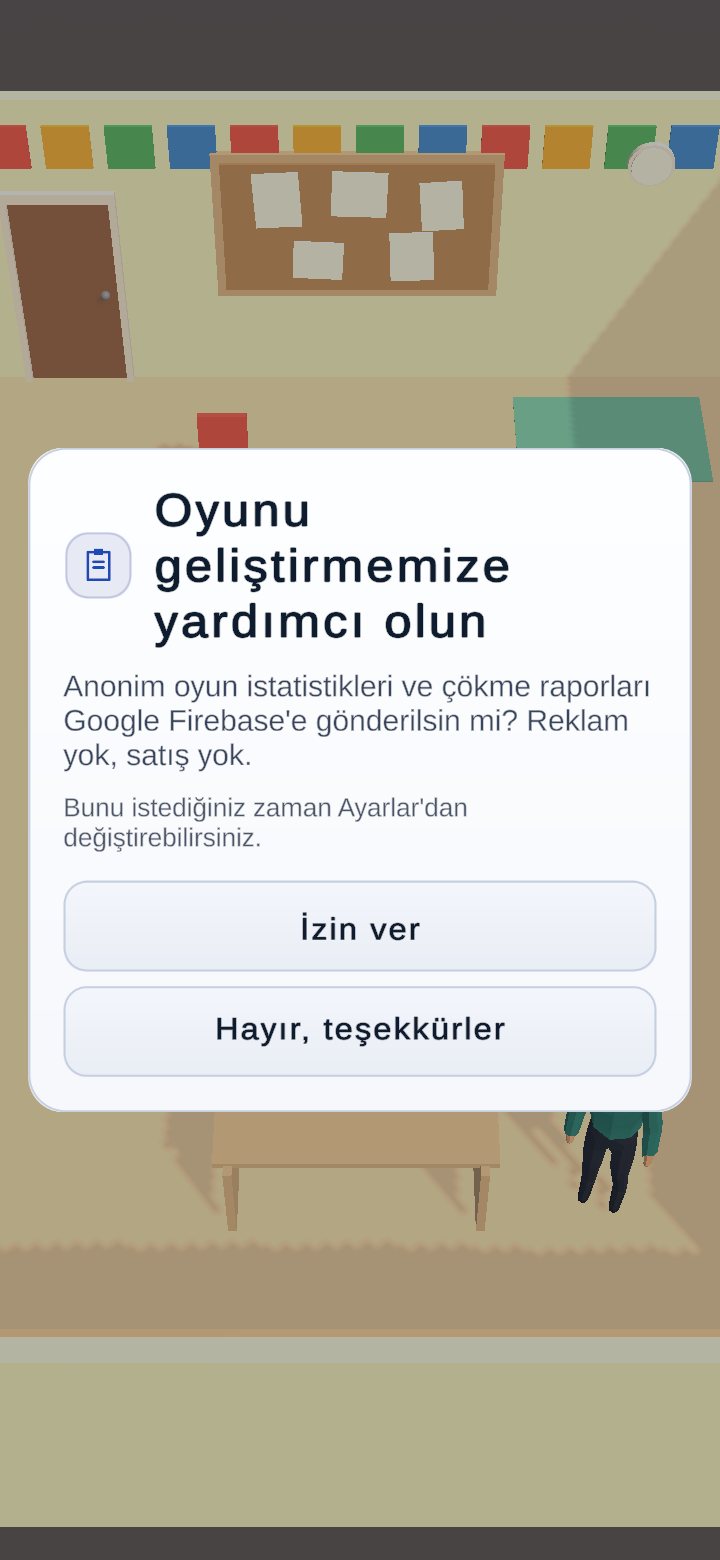 Oyunu
geliştirmemize
yardımcı olun
Anonim oyun istatistikleri ve çökme raporları
Google Firebase'e gönderilsin mi? Reklam
yok, satış yok.
Bunu istediğiniz zaman Ayarlar'dan
değiştirebilirsiniz.
İzin ver
Hayır, teşekkürler